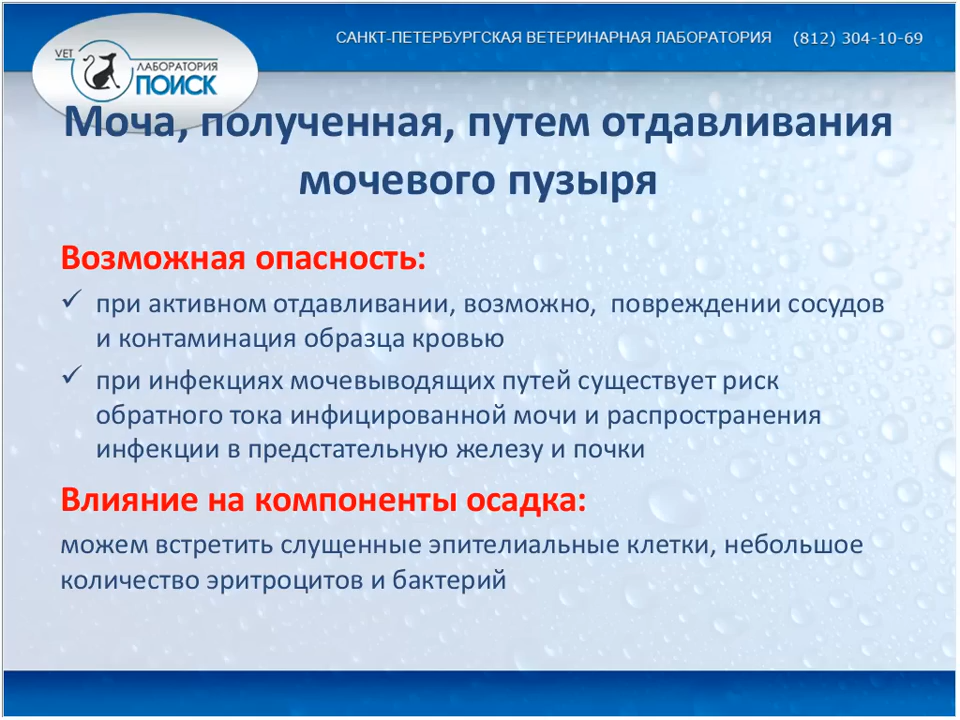 САНКТ-ПЕТЕРБУРГСКАЯ ВЕТЕРИНАРНАЯ ЛАБОРАТОРИЯ (812) 304-10-69
VET
ЛАБОРАТОРИЯ
ПОИСК
Моча, полученная, путем отдавливания
мочевого пузыря
Возможная опасность:
при активном отдавливании, возможно, повреждении сосудов
и контаминация образца кровью
при инфекциях мочевыводящих путей существует риск
обратного тока инфицированной мочи и распространения
инфекции в предстательную железу и почки
Влияние на компоненты осадка:
можем встретить слущенные эпителиальные клетки, небольшое
количество эритроцитов и бактерий